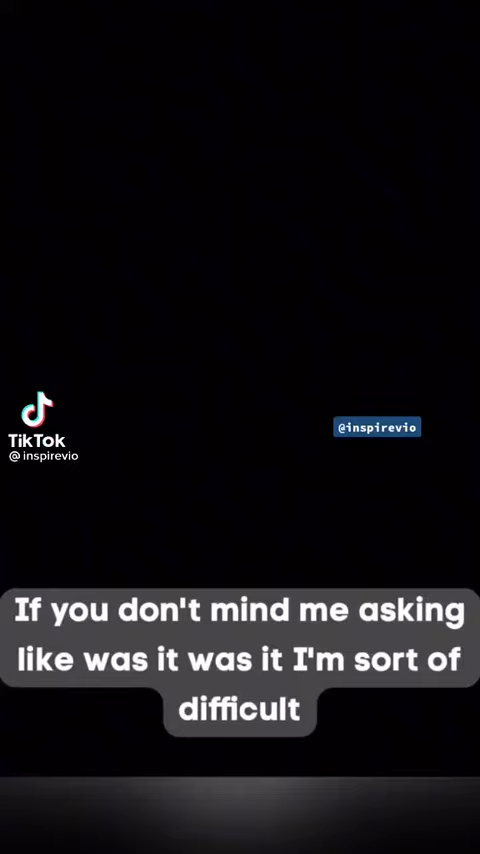 TikTok
@inspirevio
@inspirevio
If you don't mind me asking
like was it was it I'm sort of
difficult